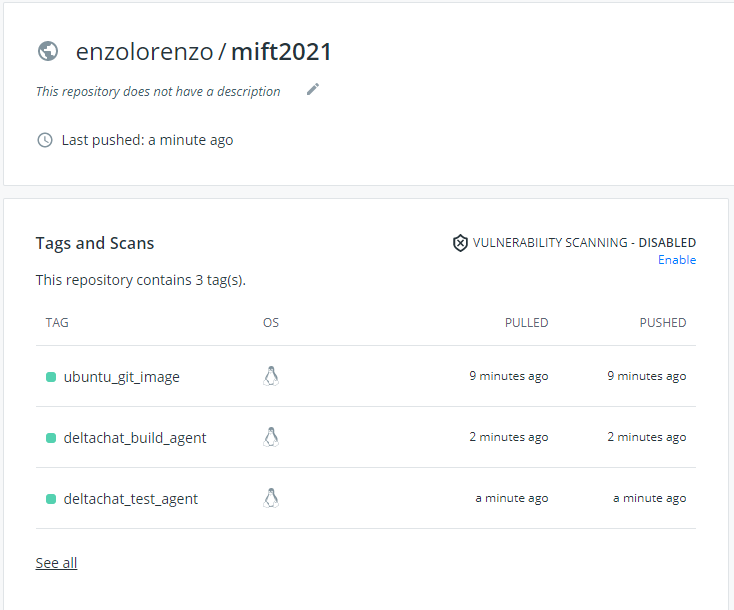 enzolorenzo / mift2021
This repository does not have a description
Last pushed: a minute ago
Tags and Scans
VULNERABILITY SCANNING - DISABLED
Enable
This repository contains 3 tag(s).
TAG OS PULLED PUSHED
ubuntu_git_image 9 minutes ago 9 minutes ago
deltachat_build_agent 2 minutes ago 2 minutes ago
deltachat_test_agent a minute ago a minute ago
See all